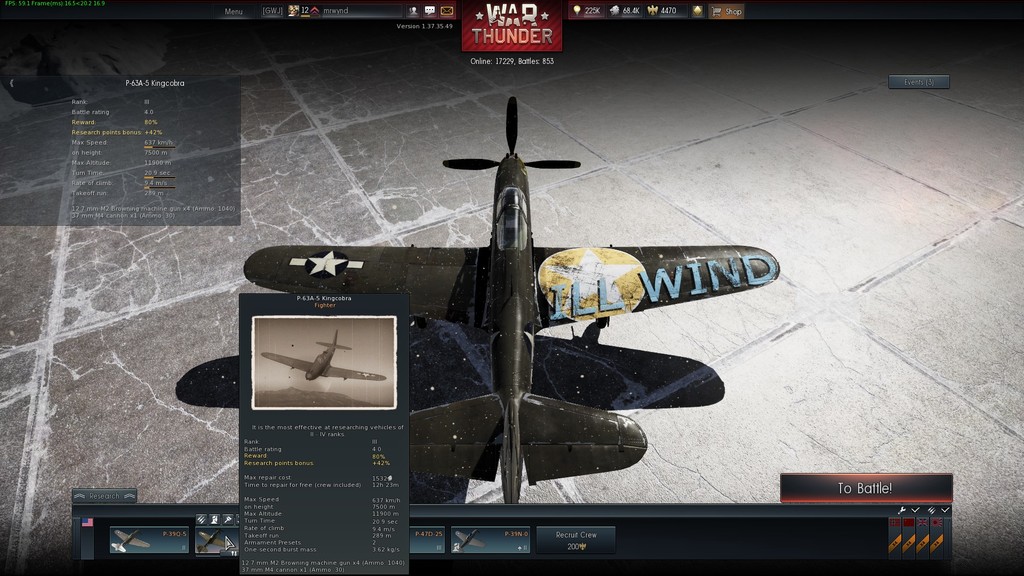 FPS: 59.1 Frame(ms):16.5<20.2 16.9
Menu
[GWJ]
12
miwynd
WAR
THUNDER
225K
68.4K
4470
Shop
Version 1.37.35.49
Online: 17229, Battles: 853
P-63A-5 Kingcobra
Rank: III
Battle rating 4.0
Reward: 80%
Research points bonus: +42%
Max Speed: 637 km/h
on height: 7500 m
Max Altitude: 11900 m
Turn Time: 20.9 sec
Rate of climb: 9.4 m/s
Takeoff run: 289 m
12.7 mm M2 Browning machine gun x4 (Ammo: 1040)
37 mm M4 cannon x1 (Ammo: 30)
Events (3)
ILL WIND
P-63A-5 Kingcobra
Fighter
It is the most effective at researching vehicles of
II - IV ranks
Rank III
Battle rating 4.0
Reward 80%
Research points bonus: +42%
Max repair cost: 1532
Time to repair for free (crew included) 12h 23m
Max Speed 637 km/h
on height 7500 m
Max Altitude 11900 m
Turn Time 20.9 sec
Rate of climb 9.4 m/s
Takeoff run 289 m
Armament Presets 2
One-second burst mass 3.62 kg/s
12.7 mm M2 Browning machine gun x4 (Ammo: 1040)
37 mm M4 cannon x1 (Ammo: 30)
Research
To Battle!
P-39Q-5
II
P-47D-25
III
P-39N-0
II
Recruit Crew
200